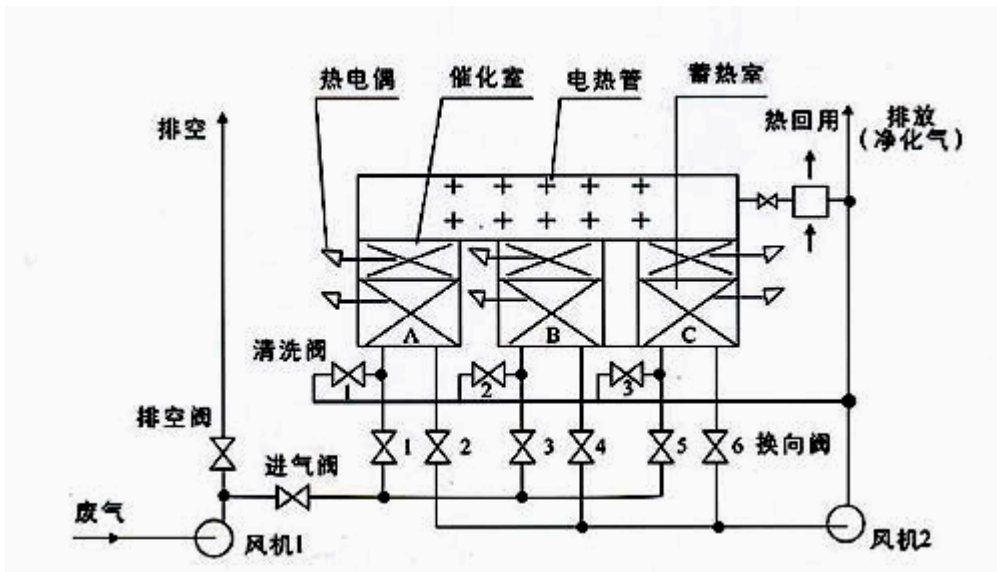 热电偶
催化室
电热管
蓄热室
排空
热回用
排放
(净化气)
A
B
C
清洗阀
2
3
排空阀
1
2
3
4
5
6
换向阀
进气阀
废气
风机1
风机2